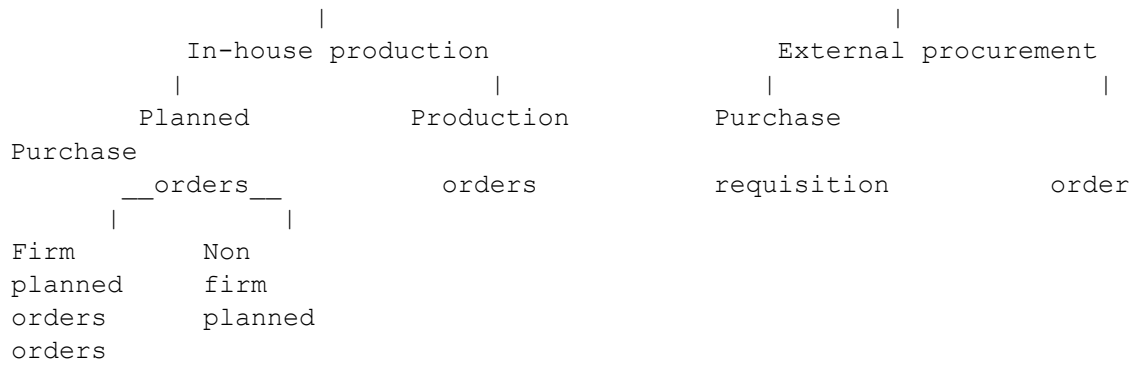 |                                  |
In-house production                 External procurement
|                   |                |                    |
Planned          Production         Purchase
Purchase
__orders__          orders           requisition          order
|          |
Firm        Non
planned     firm
orders      planned
orders